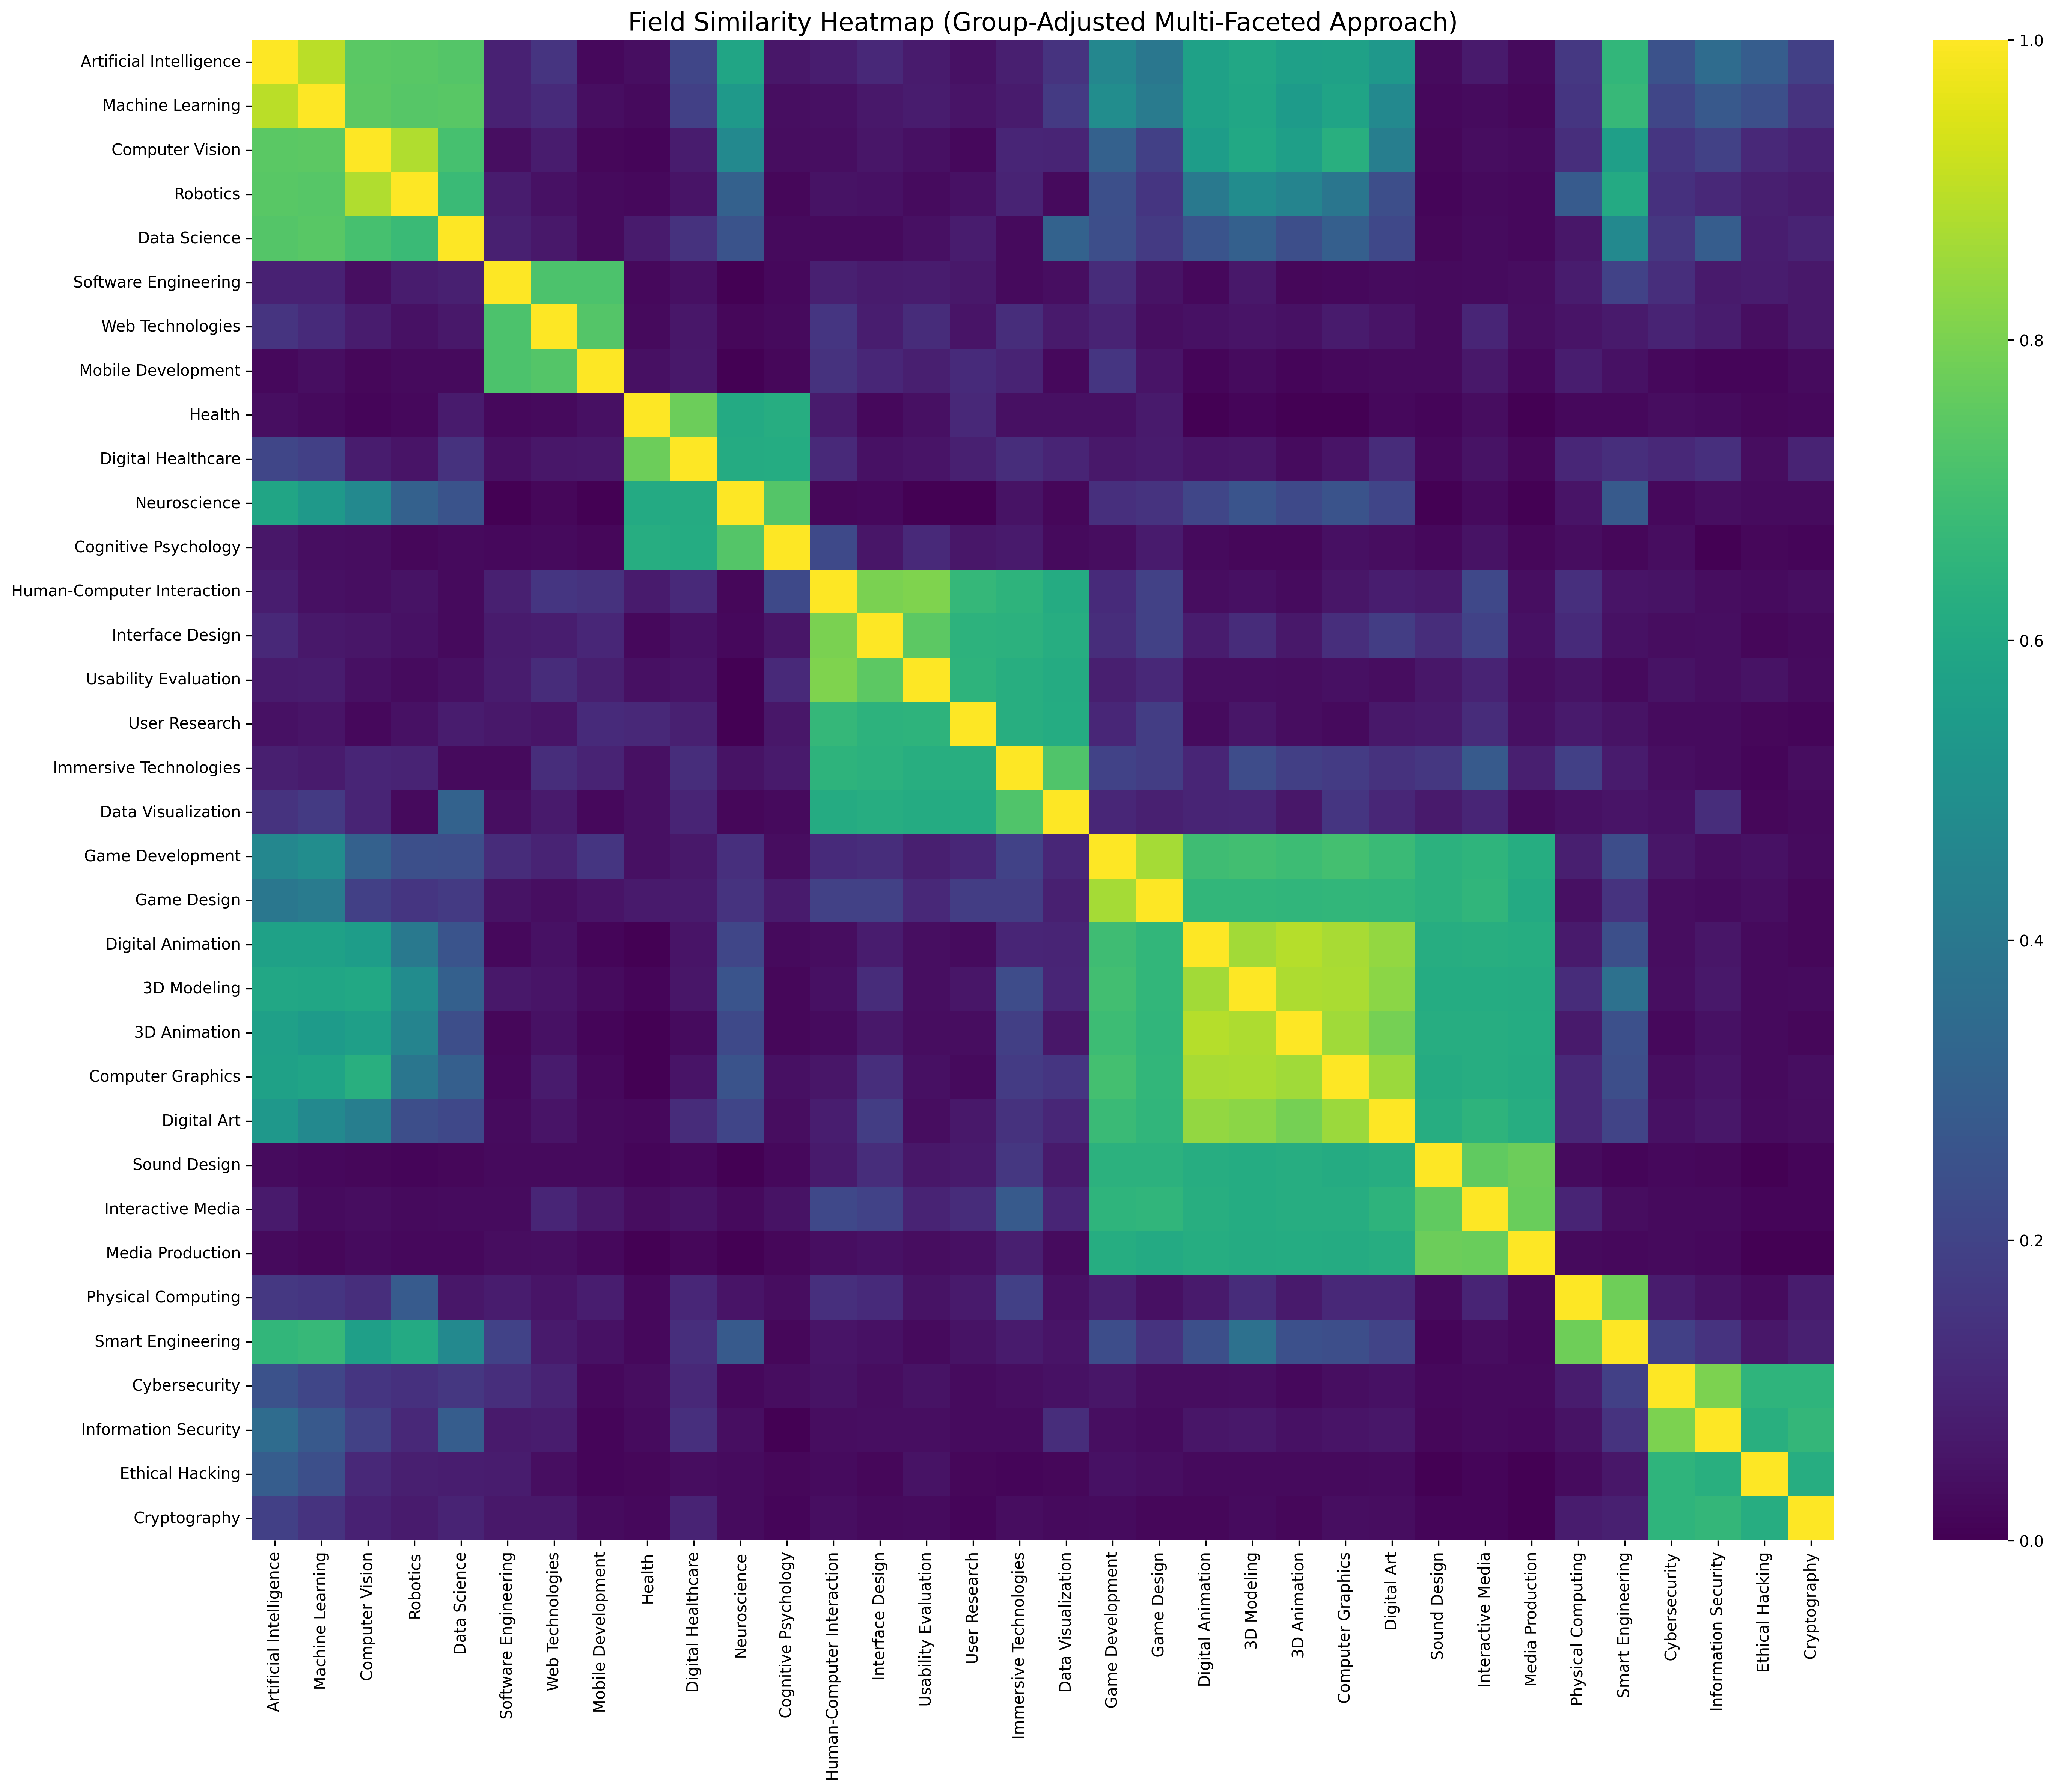 Field Similarity Heatmap (Group-Adjusted Multi-Faceted Approach)
Artificial Intelligence
Machine Learning
Computer Vision
Robotics
Data Science
Software Engineering
Web Technologies
Mobile Development
Health
Digital Healthcare
Neuroscience
Cognitive Psychology
Human-Computer Interaction
Interface Design
Usability Evaluation
User Research
Immersive Technologies
Data Visualization
Game Development
Game Design
Digital Animation
3D Modeling
3D Animation
Computer Graphics
Digital Art
Sound Design
Interactive Media
Media Production
Physical Computing
Smart Engineering
Cybersecurity
Information Security
Ethical Hacking
Cryptography
Artificial Intelligence
Machine Learning
Computer Vision
Robotics
Data Science
Software Engineering
Web Technologies
Mobile Development
Health
Digital Healthcare
Neuroscience
Cognitive Psychology
Human-Computer Interaction
Interface Design
Usability Evaluation
User Research
Immersive Technologies
Data Visualization
Game Development
Game Design
Digital Animation
3D Modeling
3D Animation
Computer Graphics
Digital Art
Sound Design
Interactive Media
Media Production
Physical Computing
Smart Engineering
Cybersecurity
Information Security
Ethical Hacking
Cryptography
1.0
0.8
0.6
0.4
0.2
0.0